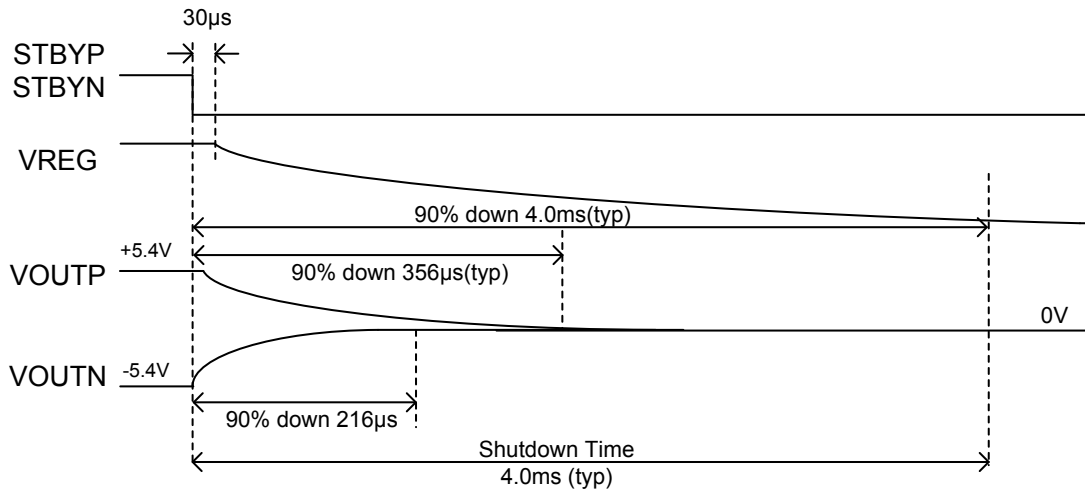 30µs
STBYP
STBYN
VREG
90% down 4.0ms(typ)
+5.4V
VOUTP
90% down 356µs(typ)
0V
VOUTN
-5.4V
90% down 216µs
Shutdown Time
4.0ms (typ)